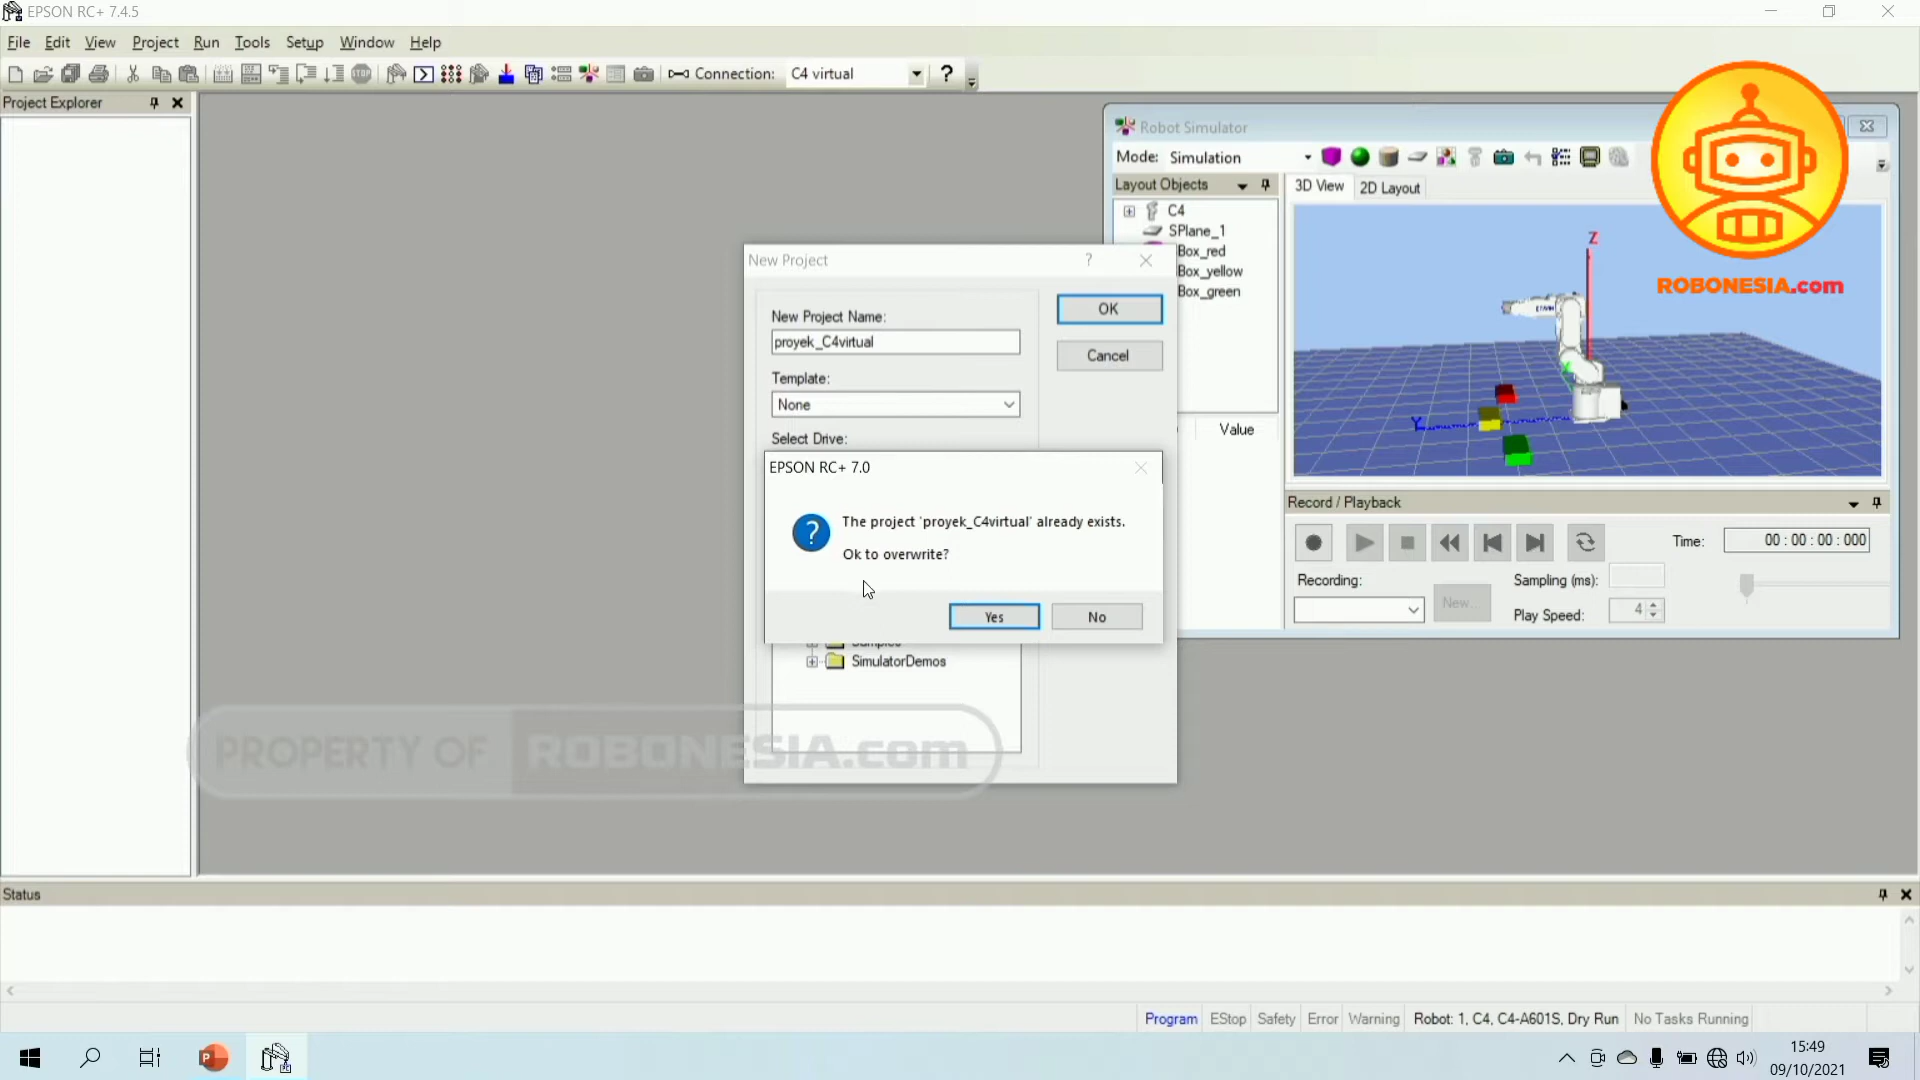 EPSON RC+ 7.4.5
File Edit View Project Run Tools Setup Window Help
Connection: C4 virtual ?
Project Explorer
Robot Simulator
Mode: Simulation
Layout Objects
3D View 2D Layout
C4
SPlane_1
Box_red
Box_yellow
Box_green
Value
Z
Y
ROBONESIA.com
New Project ?
New Project Name:
proyek_C4virtual
OK
Cancel
Template:
None
Select Drive:
EPSON RC+ 7.0
The project 'proyek_C4virtual' already exists.
Ok to overwrite?
Yes No
Samples
SimulatorDemos
Record / Playback
Time: 00 : 00 : 00 : 000
Recording:
New...
Sampling (ms):
Play Speed: 4
PROPERTY OF ROBONESIA.com
Status
Program EStop Safety Error Warning Robot: 1, C4, C4-A601S, Dry Run No Tasks Running
15:49
09/10/2021